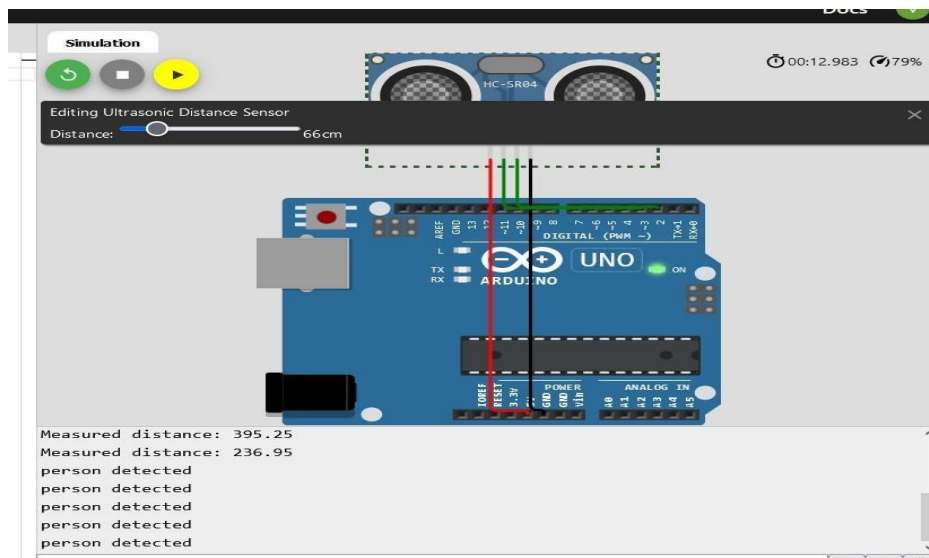 Docs
Simulation
00:12.983 79%
HC-SR04
Editing Ultrasonic Distance Sensor
Distance: 66cm
AREF GND 13 12 ~11 ~10 ~9 8 7 ~6 ~5 4 ~3 2 TX→1 RX←0
DIGITAL (PWM ~)
L
TX
RX
ARDUINO
UNO
ON
IOREF RESET 3.3V 5V GND GND Vin
POWER
ANALOG IN
A0 A1 A2 A3 A4 A5
Measured distance: 395.25
Measured distance: 236.95
person detected
person detected
person detected
person detected
person detected